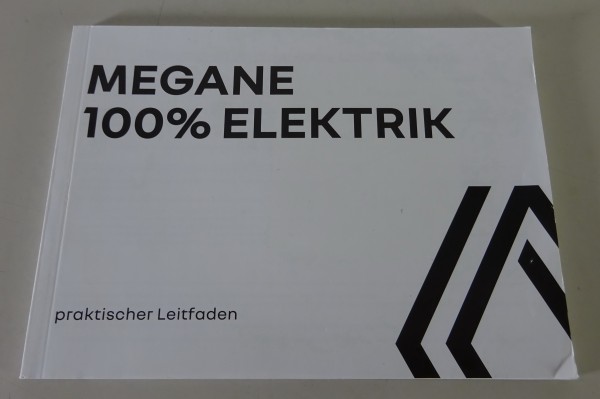 MEGANE
100% ELEKTRIK
praktischer Leitfaden